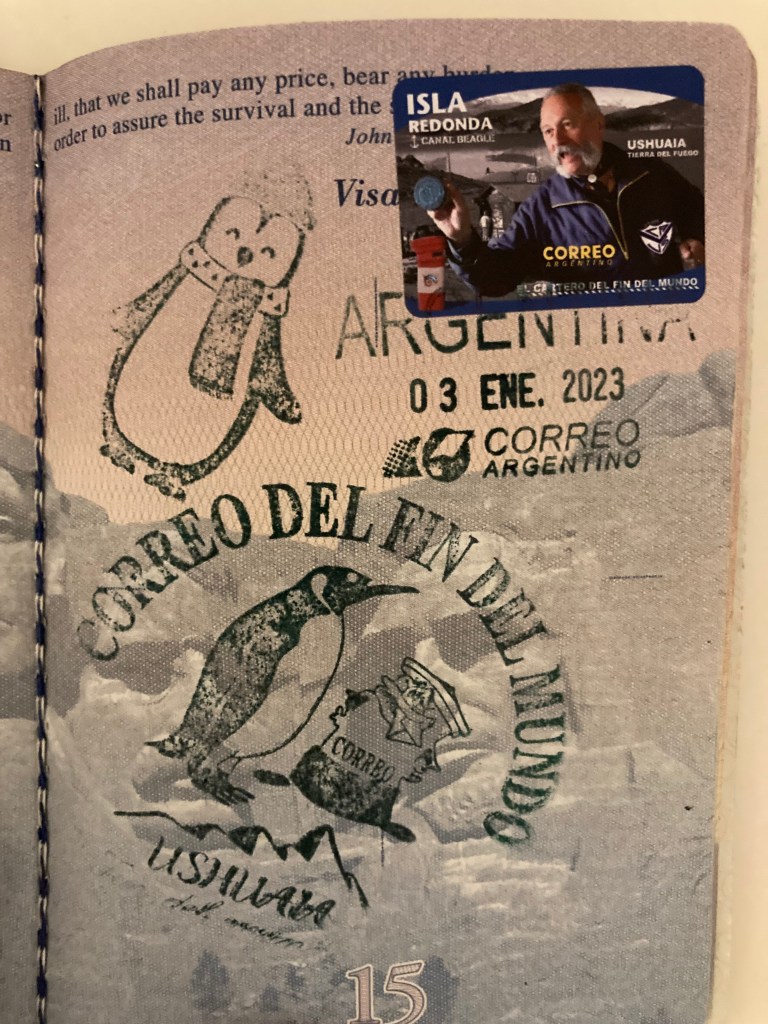 or
n
ill, that we shall pay any price, bear any burde
order to assure the survival and the s
John
Visa
ISLA
REDONDA
CANAL BEAGLE
USHUAIA
TIERRA DEL FUEGO
CORREO
ARGENTINO
EL CARTERO DEL FIN DEL MUNDO
ARGENTINA
03 ENE. 2023
CORREO
ARGENTINO
CORREO DEL FIN DEL MUNDO
CORREO
USHUAIA
15